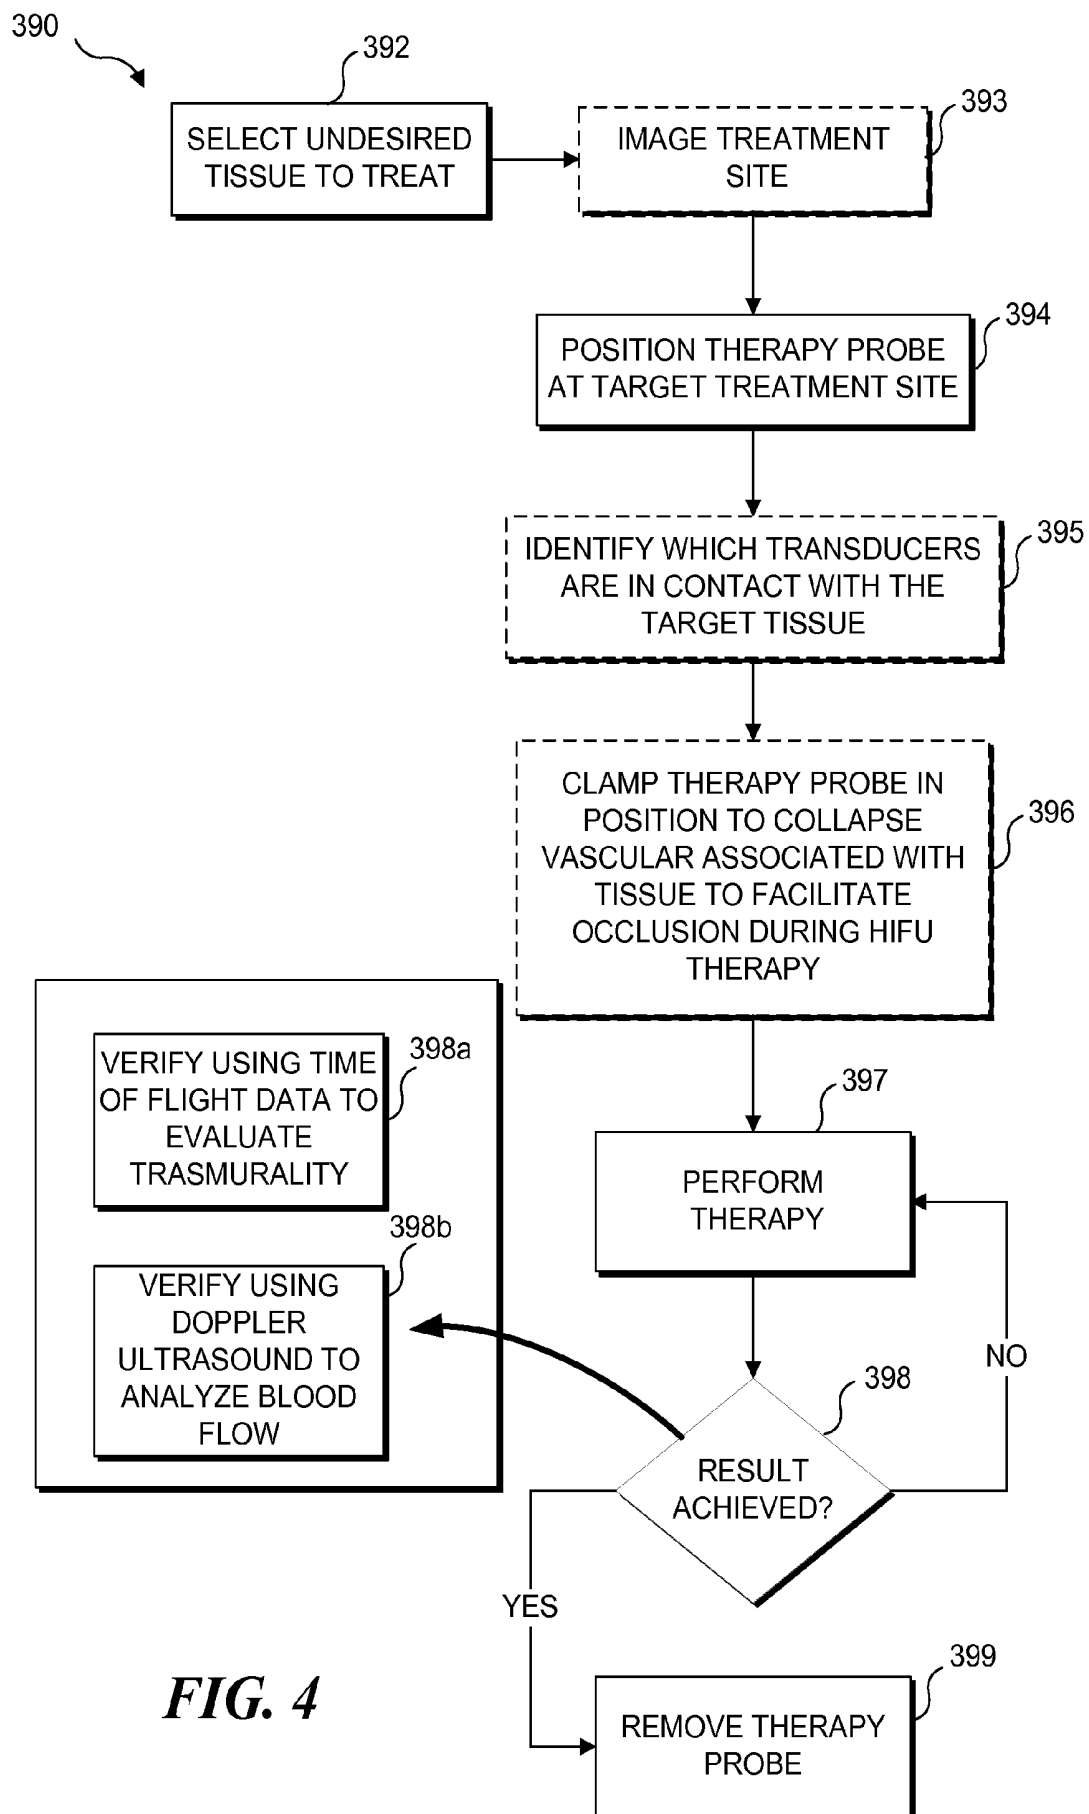 390
392
SELECT UNDESIRED
TISSUE TO TREAT
393
IMAGE TREATMENT
SITE
394
POSITION THERAPY PROBE
AT TARGET TREATMENT SITE
395
IDENTIFY WHICH TRANSDUCERS
ARE IN CONTACT WITH THE
TARGET TISSUE
396
CLAMP THERAPY PROBE IN
POSITION TO COLLAPSE
VASCULAR ASSOCIATED WITH
TISSUE TO FACILITATE
OCCLUSION DURING HIFU
THERAPY
397
PERFORM
THERAPY
398
RESULT
ACHIEVED?
NO
YES
398a
VERIFY USING TIME
OF FLIGHT DATA TO
EVALUATE
TRASMURALITY
398b
VERIFY USING
DOPPLER
ULTRASOUND TO
ANALYZE BLOOD
FLOW
399
REMOVE THERAPY
PROBE
FIG. 4